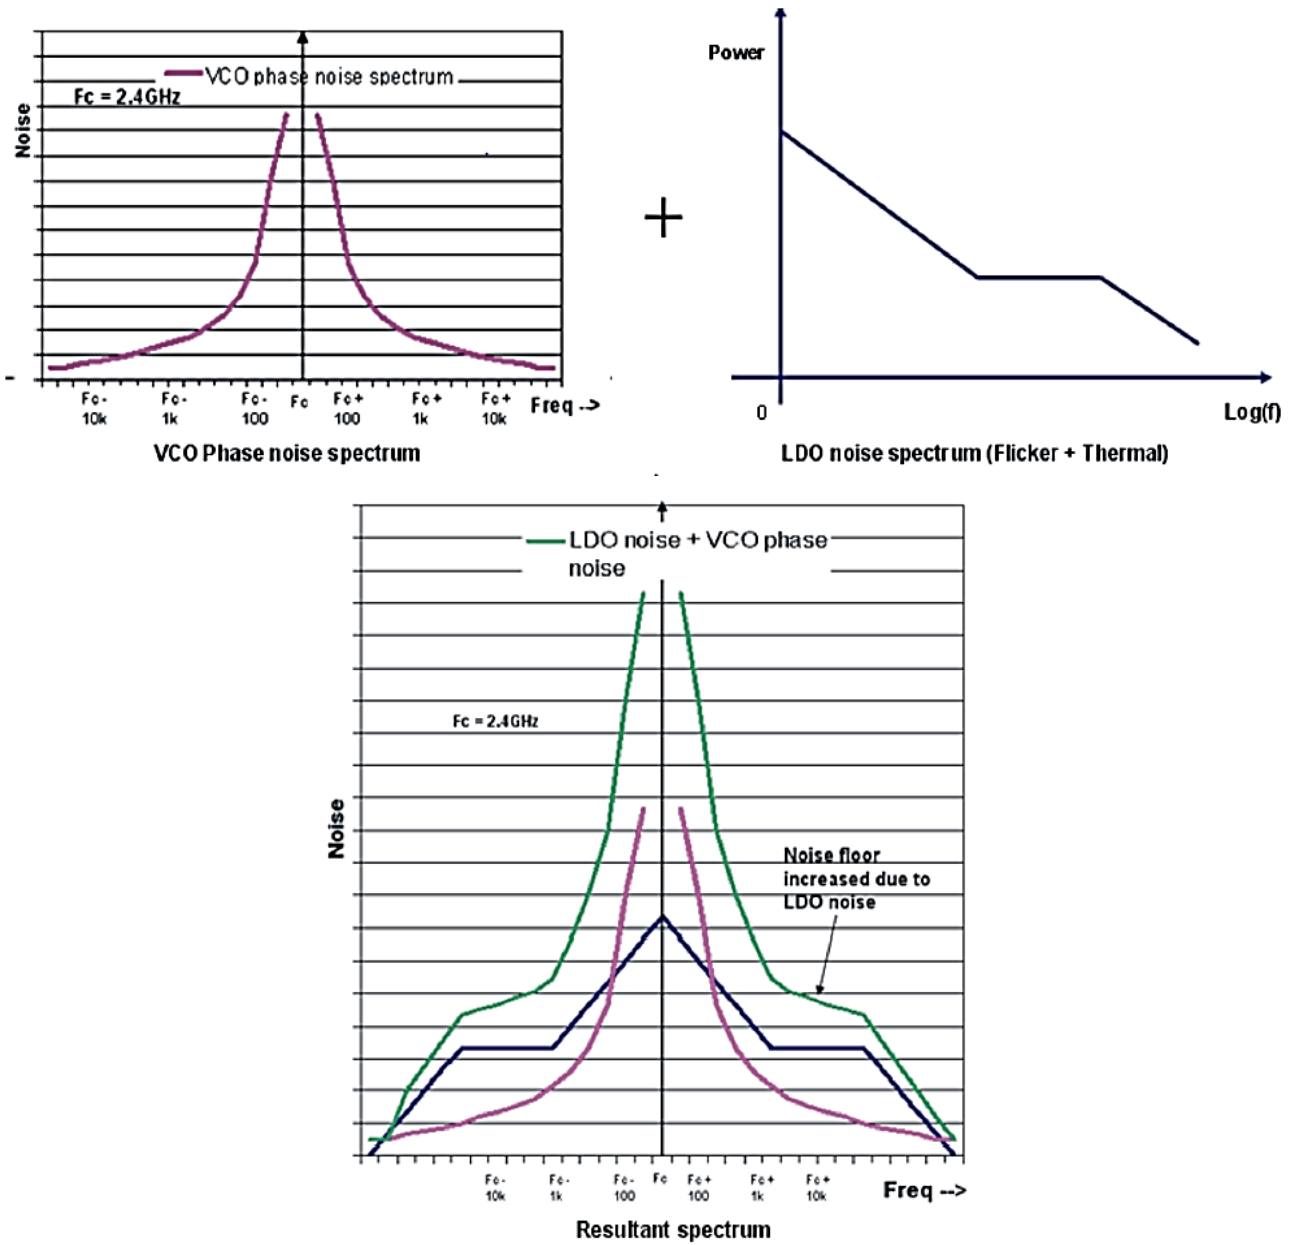 VCO phase noise spectrum
Fc = 2.4GHz
Noise
Fc- 10k
Fc- 1k
Fc- 100
Fc
Fc+ 100
Fc+ 1k
Fc+ 10k
Freq -->
VCO Phase noise spectrum
+
Power
0
Log(f)
LDO noise spectrum (Flicker + Thermal)
LDO noise + VCO phase
noise
Fc = 2.4GHz
Noise
Noise floor
increased due to
LDO noise
Fc- 10k
Fc- 1k
Fc- 100
Fc
Fc+ 100
Fc+ 1k
Fc+ 10k
Freq -->
Resultant spectrum